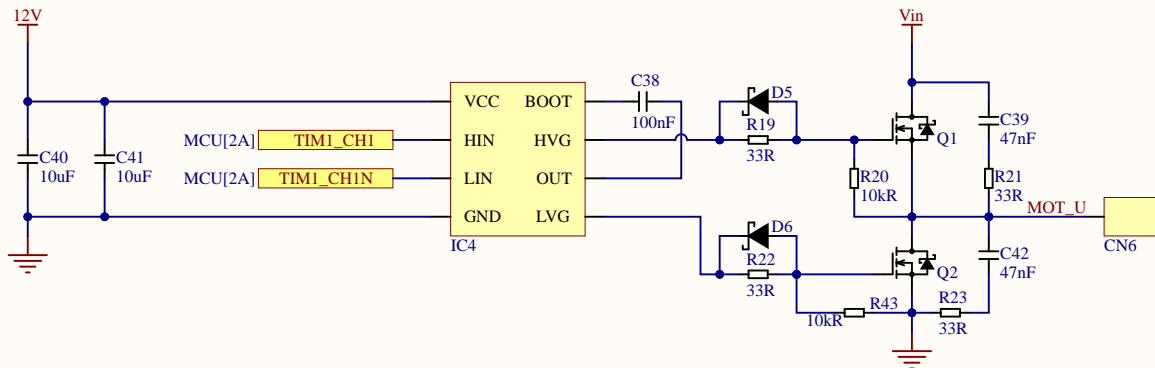 12V
Vin
C38
100nF
D5
R19
33R
VCC BOOT
HIN HVG
LIN OUT
GND LVG
IC4
MCU[2A] TIM1_CH1
MCU[2A] TIM1_CH1N
C40
10uF
C41
10uF
Q1
C39
47nF
R20
10kR
R21
33R
MOT_U
CN6
D6
R22
33R
Q2
C42
47nF
10kR
R43
R23
33R